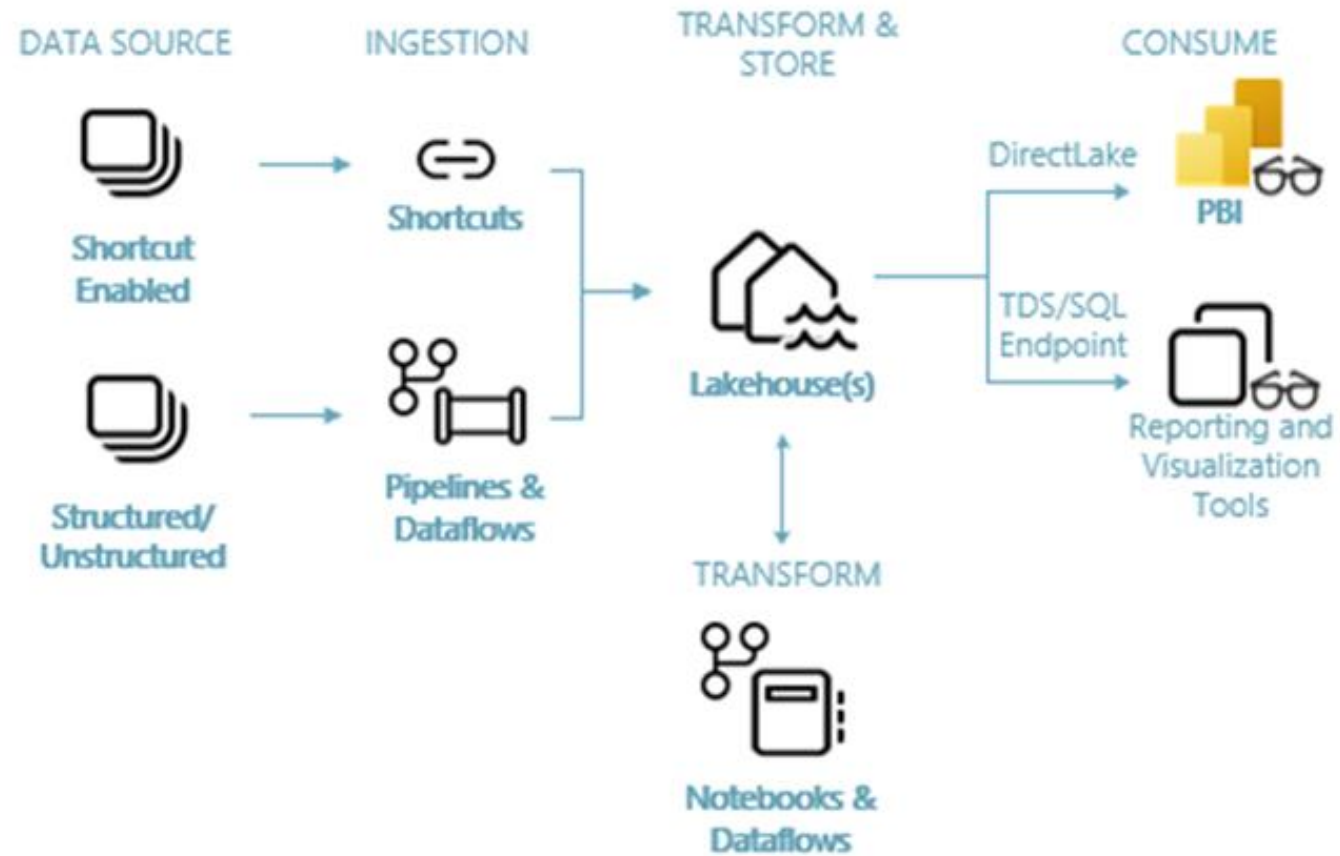 DATA SOURCE
INGESTION
TRANSFORM &
STORE
CONSUME
Shortcut
Enabled
Shortcuts
Structured/
Unstructured
Pipelines &
Dataflows
Lakehouse(s)
TRANSFORM
Notebooks &
Dataflows
DirectLake
PBI
TDS/SQL
Endpoint
Reporting and
Visualization
Tools